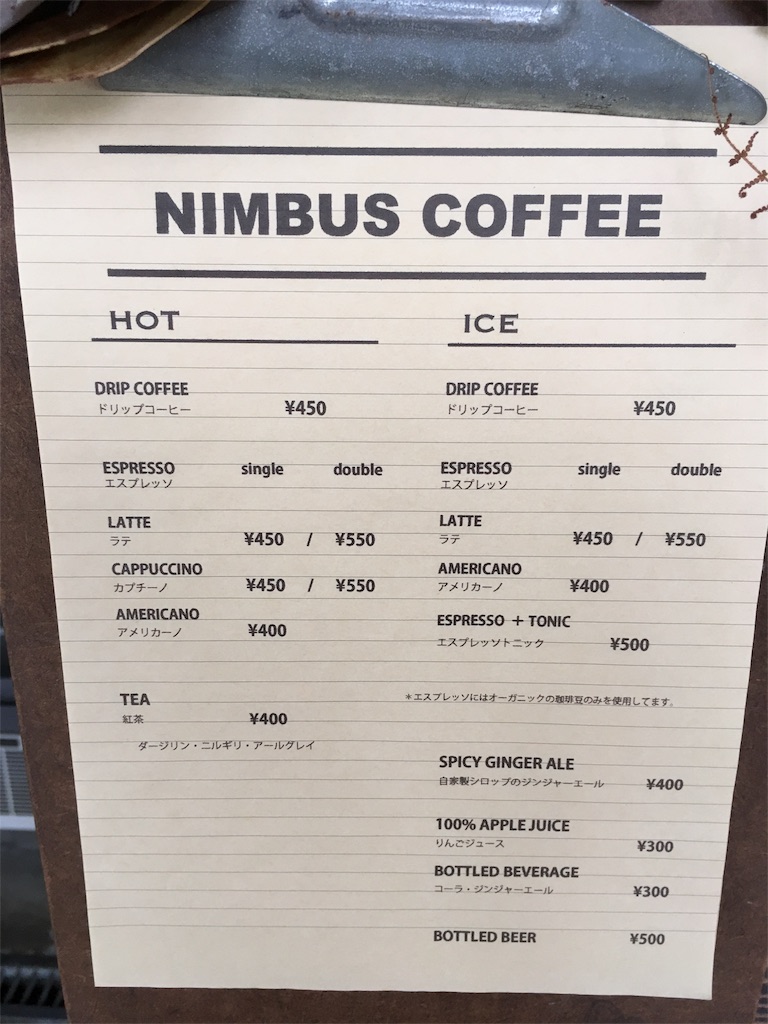 NIMBUS COFFEE
HOT
DRIP COFFEE
ドリップコーヒー ¥450
ESPRESSO single double
エスプレッソ
LATTE
ラテ ¥450 / ¥550
CAPPUCCINO
カプチーノ ¥450 / ¥550
AMERICANO
アメリカーノ ¥400
TEA
紅茶 ¥400
ダージリン・ニルギリ・アールグレイ
ICE
DRIP COFFEE
ドリップコーヒー ¥450
ESPRESSO single double
エスプレッソ
LATTE
ラテ ¥450 / ¥550
AMERICANO
アメリカーノ ¥400
ESPRESSO + TONIC
エスプレッソトニック ¥500
*エスプレッソにはオーガニックの珈琲豆のみを使用してます。
SPICY GINGER ALE
自家製シロップのジンジャーエール ¥400
100% APPLE JUICE
りんごジュース ¥300
BOTTLED BEVERAGE
コーラ・ジンジャーエール ¥300
BOTTLED BEER ¥500